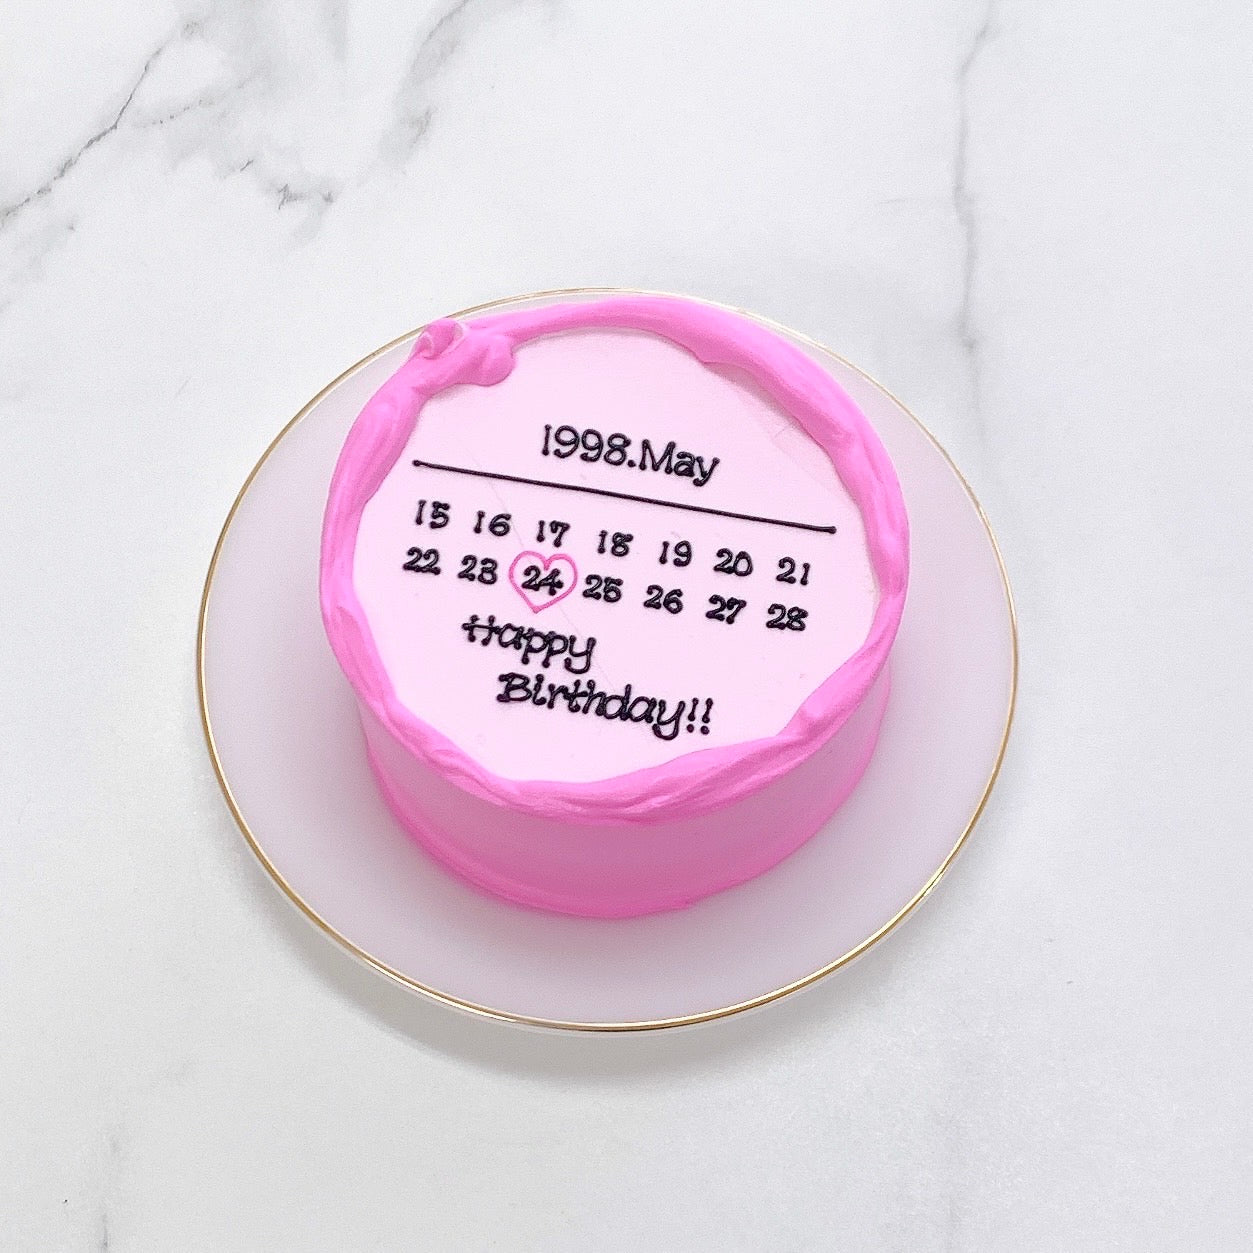 1998.May
15 16 17 18 19 20 21
22 23 24 25 26 27 28
Happy
Birthday!!